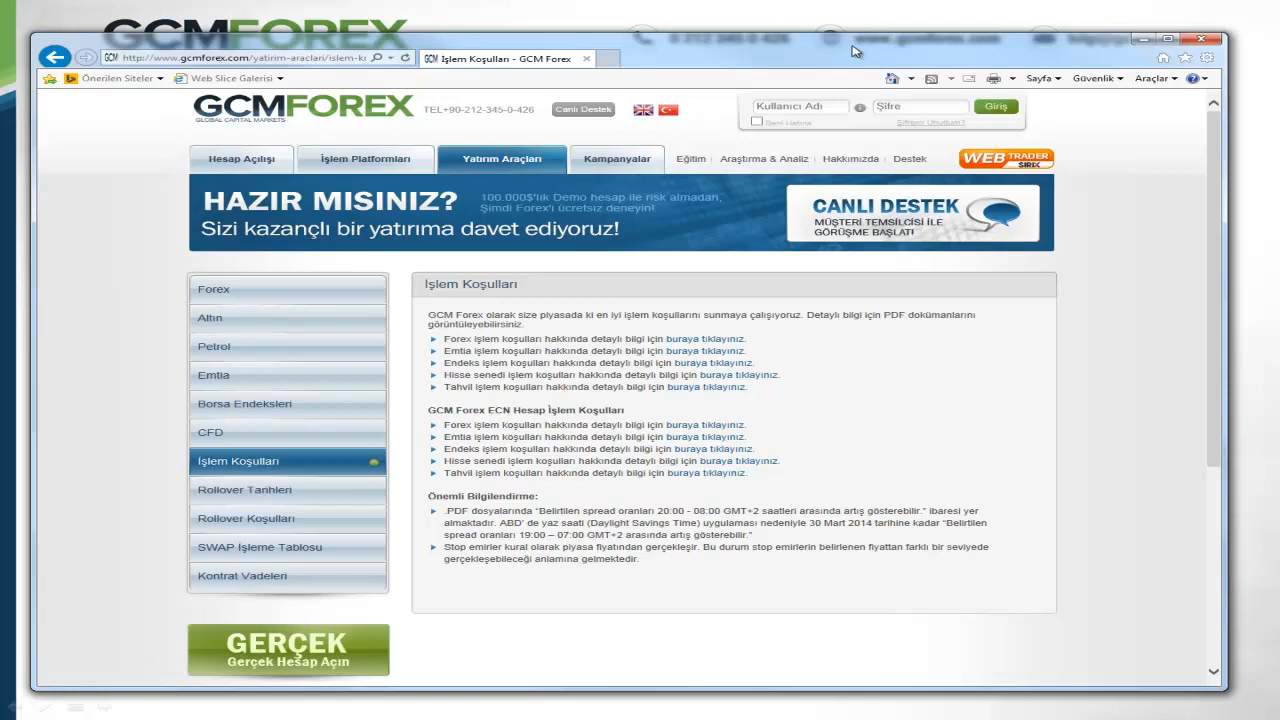 GCMFOREX
0 212 345 0 426 www.gcmforex.com
GCM http://www.gcmforex.com/yatirim-araclari/islem-kı
GCM İşlem Koşulları - GCM Forex
Önerilen Siteler Web Slice Galerisi
Sayfa Güvenlik Araçlar
GCMFOREX
GLOBAL CAPITAL MARKETS
TEL+90-212-345-0-426 Canlı Destek
Kullanıcı Adı Şifre Giriş
Beni Hatırla Şifremi Unuttum?
Hesap Açılışı İşlem Platformları Yatırım Araçları Kampanyalar Eğitim Araştırma & Analiz Hakkımızda Destek
WEB TRADER
SIREX
HAZIR MISINIZ?
100.000$'lık Demo hesap ile risk almadan,
Şimdi Forex'i ücretsiz deneyin!
Sizi kazançlı bir yatırıma davet ediyoruz!
CANLI DESTEK
MÜŞTERİ TEMSİLCİSİ İLE
GÖRÜŞME BAŞLATI
Forex
Altın
Petrol
Emtia
Borsa Endeksleri
CFD
İşlem Koşulları
Rollover Tarihleri
Rollover Koşulları
SWAP İşleme Tablosu
Kontrat Vadeleri
GERÇEK
Gerçek Hesap Açın
İşlem Koşulları
GCM Forex olarak size piyasada ki en iyi işlem koşullarını sunmaya çalışıyoruz. Detaylı bilgi için PDF dokümanlarını
görüntüleyebilirsiniz.
Forex işlem koşulları hakkında detaylı bilgi için buraya tıklayınız.
Emtia işlem koşulları hakkında detaylı bilgi için buraya tıklayınız.
Endeks işlem koşulları hakkında detaylı bilgi için buraya tıklayınız.
Hisse senedi işlem koşulları hakkında detaylı bilgi için buraya tıklayınız.
Tahvil işlem koşulları hakkında detaylı bilgi için buraya tıklayınız.
GCM Forex ECN Hesap İşlem Koşulları
Forex işlem koşulları hakkında detaylı bilgi için buraya tıklayınız.
Emtia işlem koşulları hakkında detaylı bilgi için buraya tıklayınız.
Endeks işlem koşulları hakkında detaylı bilgi için buraya tıklayınız.
Hisse senedi işlem koşulları hakkında detaylı bilgi için buraya tıklayınız.
Tahvil işlem koşulları hakkında detaylı bilgi için buraya tıklayınız.
Önemli Bilgilendirme:
.PDF dosyalarında “Belirtilen spread oranları 20:00 - 08:00 GMT+2 saatleri arasında artış gösterebilir.” ibaresi yer
almaktadır. ABD’ de yaz saati (Daylight Savings Time) uygulaması nedeniyle 30 Mart 2014 tarihine kadar “Belirtilen
spread oranları 19:00 – 07:00 GMT+2 arasında artış gösterebilir.”
Stop emirler kural olarak piyasa fiyatından gerçekleşir. Bu durum stop emirlerin belirlenen fiyattan farklı bir seviyede
gerçekleşebileceği anlamına gelmektedir.